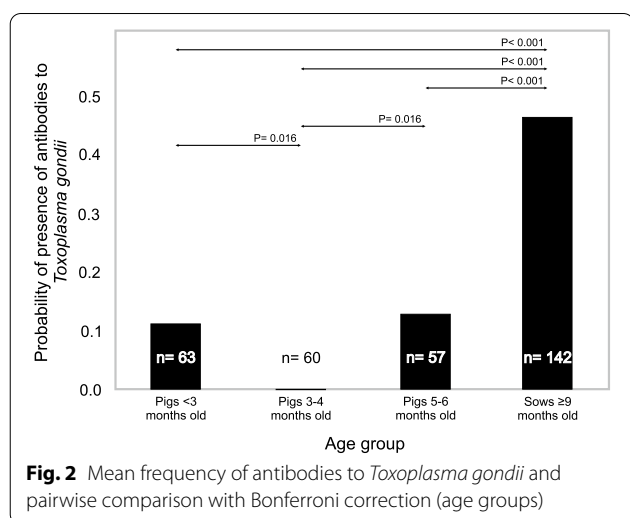 P< 0.001
P< 0.001
P< 0.001
P= 0.016
P= 0.016
Probability of presence of antibodies to
Toxoplasma gondii
0.5
0.4
0.3
0.2
0.1
0.0
n= 63
n= 60
n= 57
n= 142
Pigs <3
months old
Pigs 3-4
months old
Pigs 5-6
months old
Sows ≥9
months old
Age group
Fig. 2 Mean frequency of antibodies to Toxoplasma gondii and
pairwise comparison with Bonferroni correction (age groups)